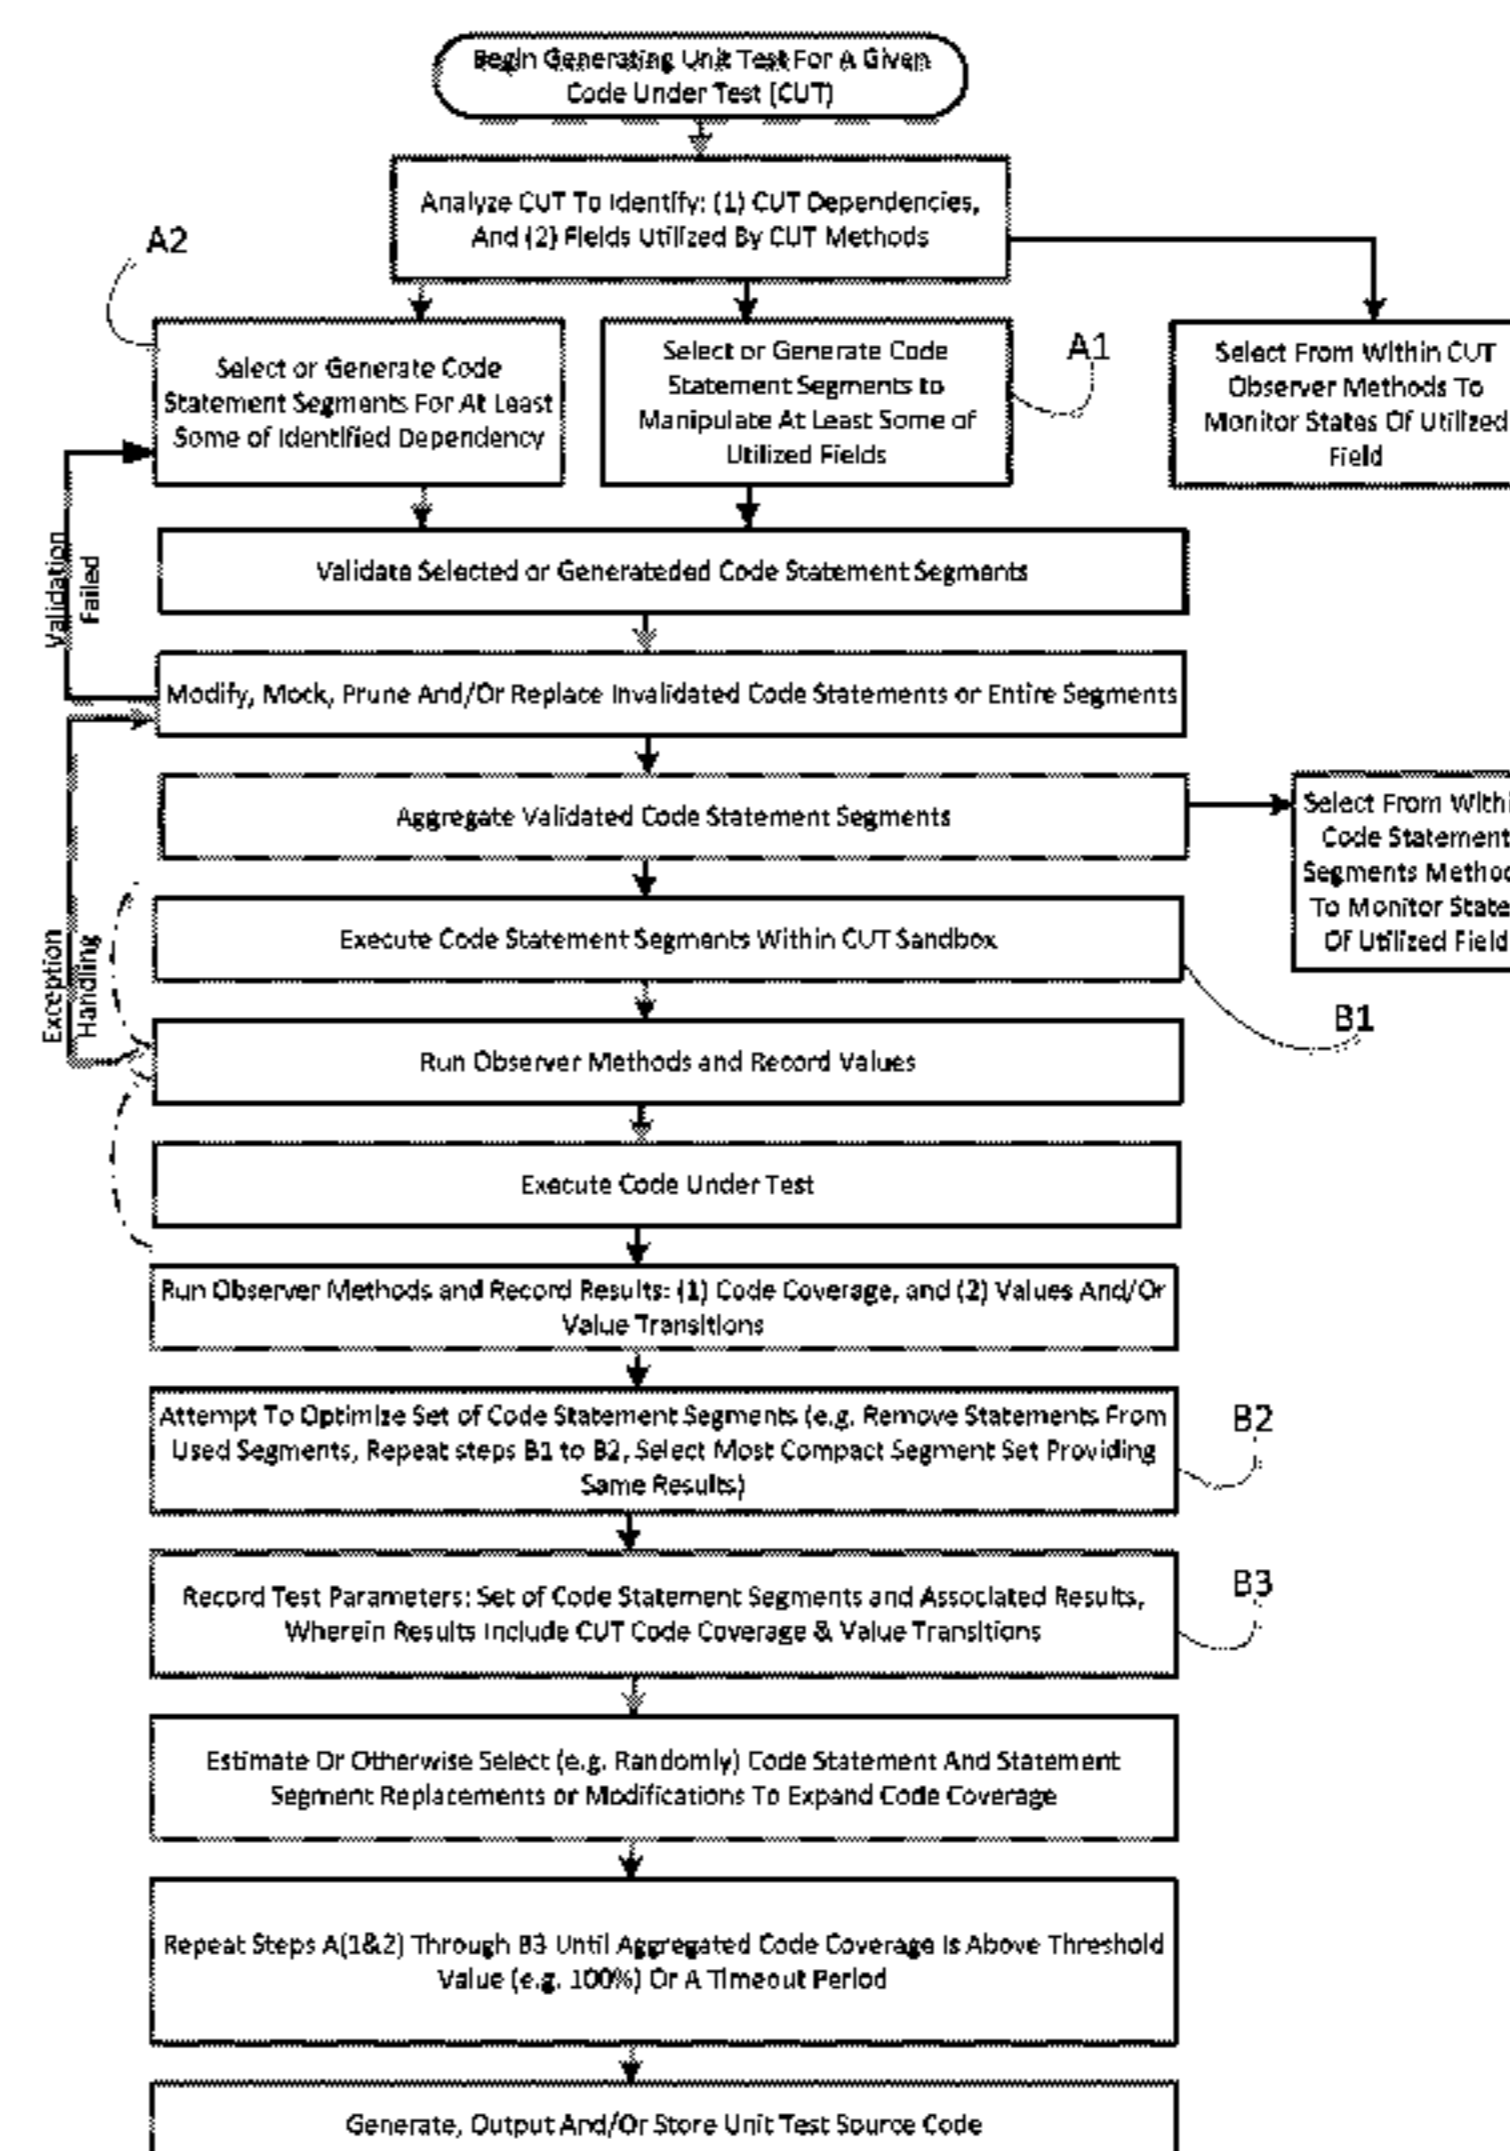 Begin Generating Unit Test For A Given
Code Under Test (CUT)
Analyze CUT To Identify: (1) CUT Dependencies,
And (2) Fields Utilized By CUT Methods
A2
Select or Generate Code
Statement Segments For At Least
Some of Identified Dependency
Select or Generate Code
Statement Segments to
Manipulate At Least Some of
Utilized Fields
A1
Select From Within CUT
Observer Methods To
Monitor States Of Utilized
Field
Validation
Failed
Validate Selected or Generateded Code Statement Segments
Modify, Mock, Prune And/Or Replace Invalidated Code Statements or Entire Segments
Aggregate Validated Code Statement Segments
Select From
Code Statement
Segments
To Monitor
Of Utilized Field
Exception
Handling
Execute Code Statement Segments Within CUT Sandbox
B1
Run Observer Methods and Record Values
Execute Code Under Test
Run Observer Methods and Record Results: (1) Code Coverage, and (2) Values And/Or
Value Transitions
Attempt To Optimize Set of Code Statement Segments (e.g. Remove Statements From
Used Segments, Repeat steps B1 to B2, Select Most Compact Segment Set Providing
Same Results)
B2
Record Test Parameters: Set of Code Statement Segments and Associated Results,
Wherein Results Include CUT Code Coverage & Value Transitions
B3
Estimate Or Otherwise Select (e.g. Randomly) Code Statement And Statement
Segment Replacements or Modifications To Expand Code Coverage
Repeat Steps A(1&2) Through B3 Until Aggregated Code Coverage Is Above Threshold
Value (e.g. 100%) Or A Timeout Period
Generate, Output And/Or Store Unit Test Source Code